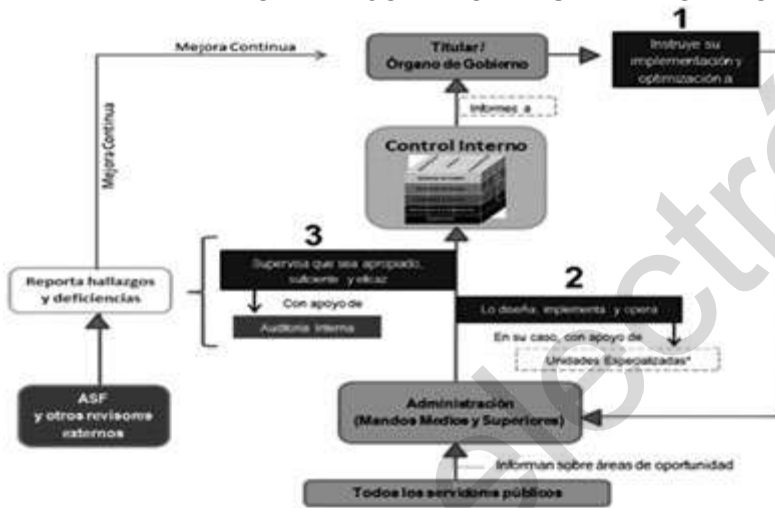 Mejora Continua
Titular/
Órgano de Gobierno
1
Instruye su
implementación y
optimización a
Informes a
Mejora Continua
Control Interno
3
Supervisa que sea apropiado,
suficiente y eficaz
Con apoyo de
Auditoría Interna
Reporta hallazgos
y deficiencias
2
Lo diseña, implementa y opera
En su caso, con apoyo de
Unidades Especializadas*
ASF
y otros revisores
externos
Administración
(Mandos Medios y Superiores)
Informan sobre áreas de oportunidad
Todos los servidores públicos
electró